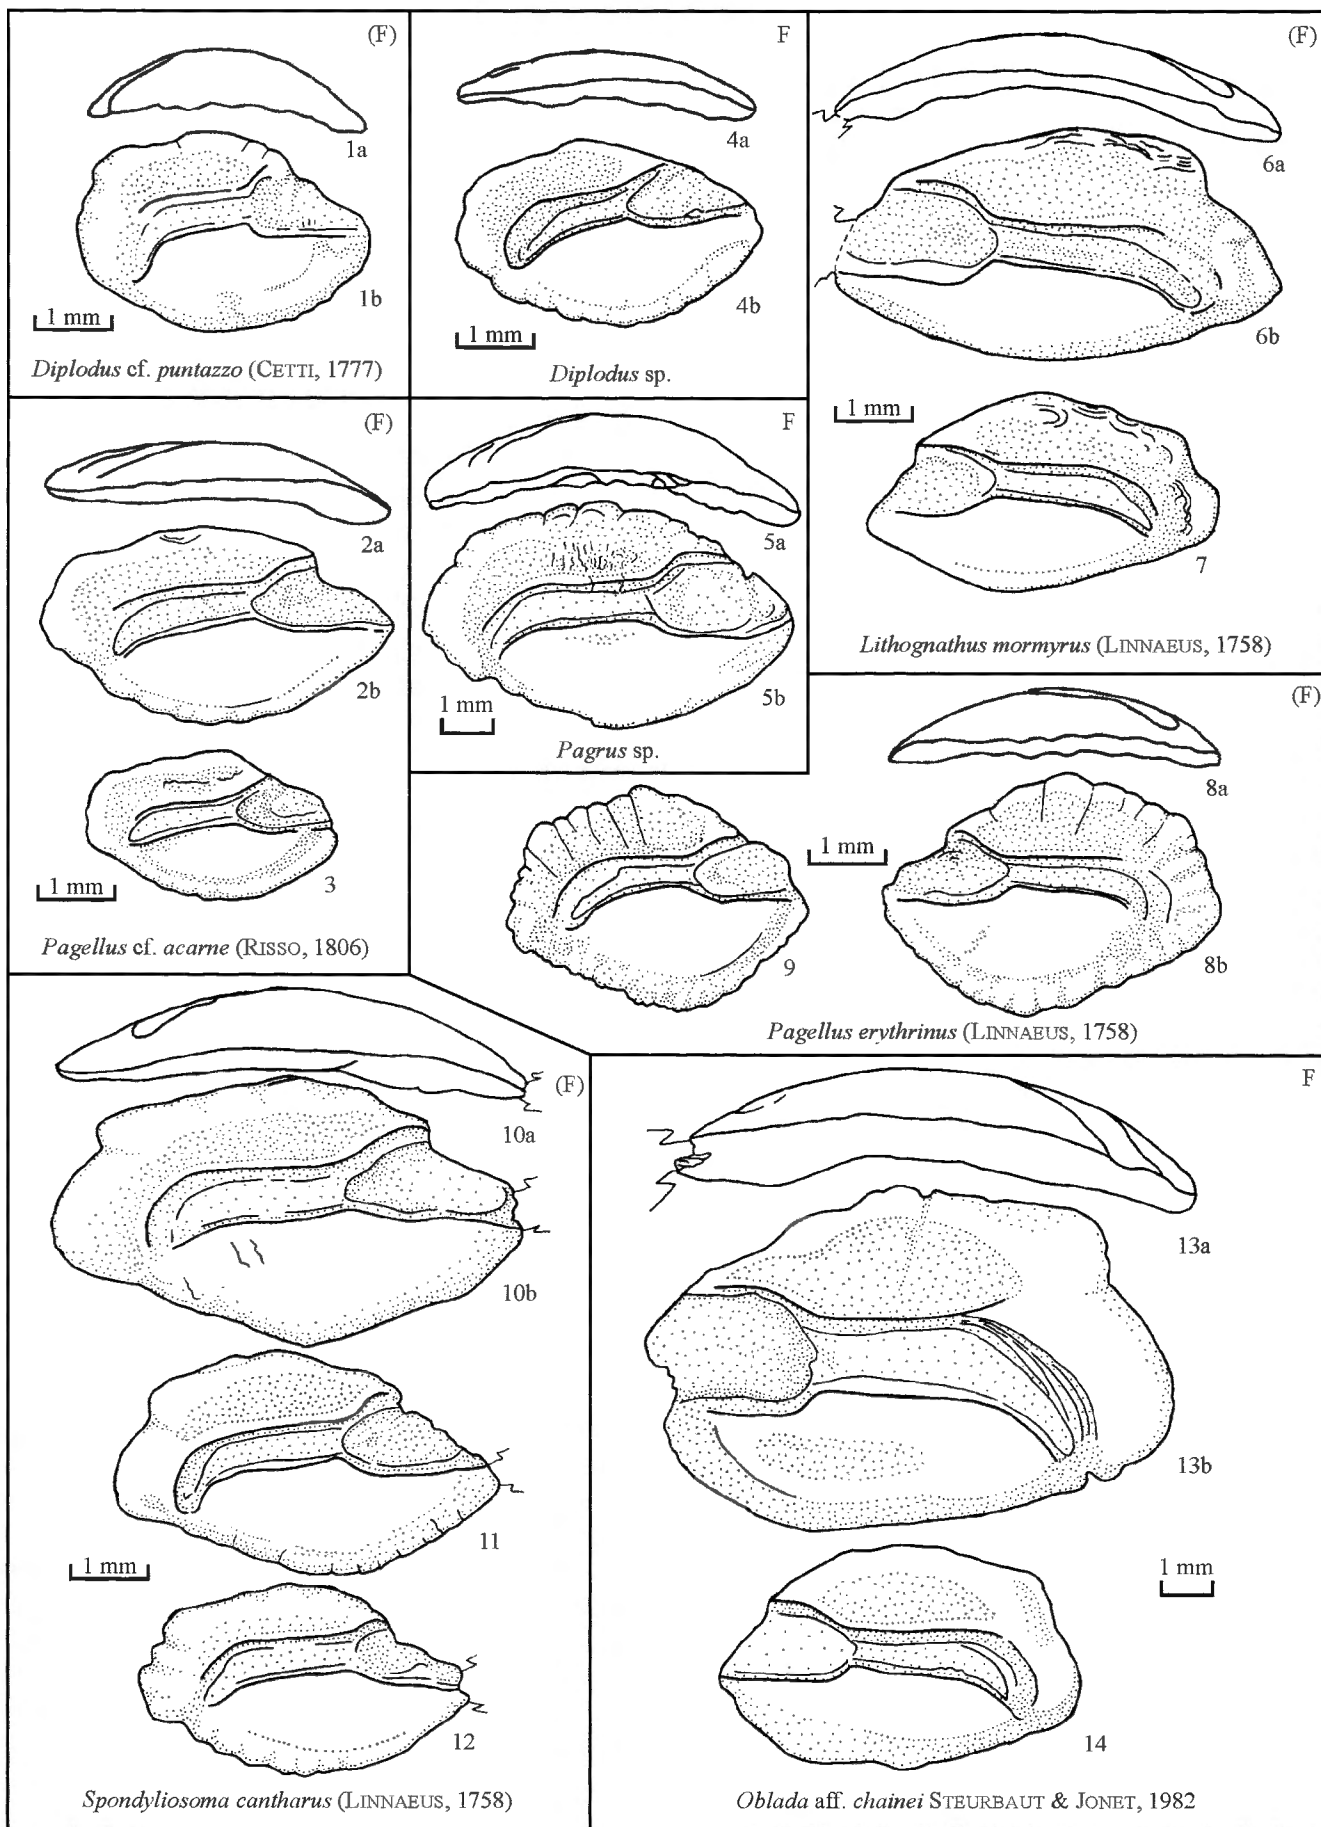 (F)
1a
1b
1 mm
Diplodus cf. puntazzo (CETTI, 1777)
F
4a
4b
1 mm
Diplodus sp.
(F)
6a
6b
1 mm
7
Lithognathus mormyrus (LINNAEUS, 1758)
(F)
2a
2b
3
1 mm
Pagellus cf. acarne (RISSO, 1806)
F
5a
5b
1 mm
Pagrus sp.
(F)
8a
1 mm
9
8b
Pagellus erythrinus (LINNAEUS, 1758)
(F)
10a
10b
11
1 mm
12
Spondyliosoma cantharus (LINNAEUS, 1758)
F
13a
13b
1 mm
14
Oblada aff. chainei STEURBAUT & JONET, 1982